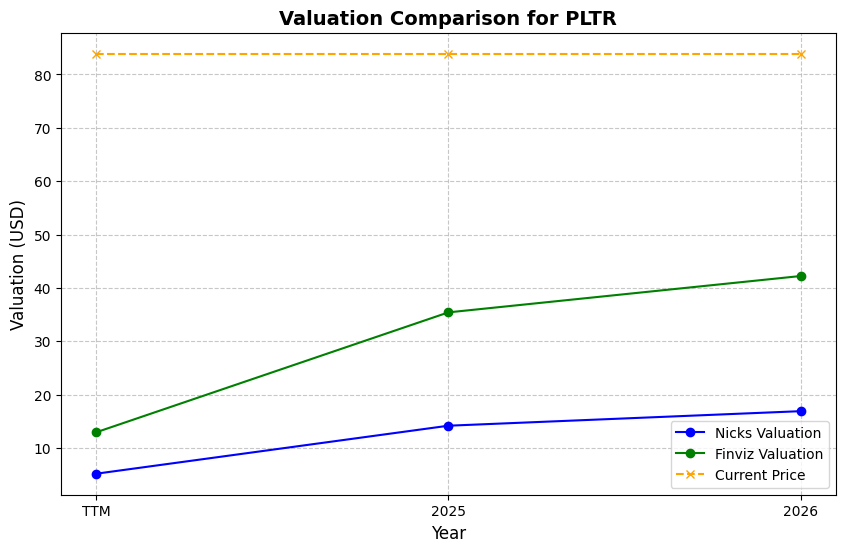 Valuation Comparison for PLTR
Valuation (USD)
80
70
60
50
40
30
20
10
TTM
2025
2026
Year
Nicks Valuation
Finviz Valuation
Current Price